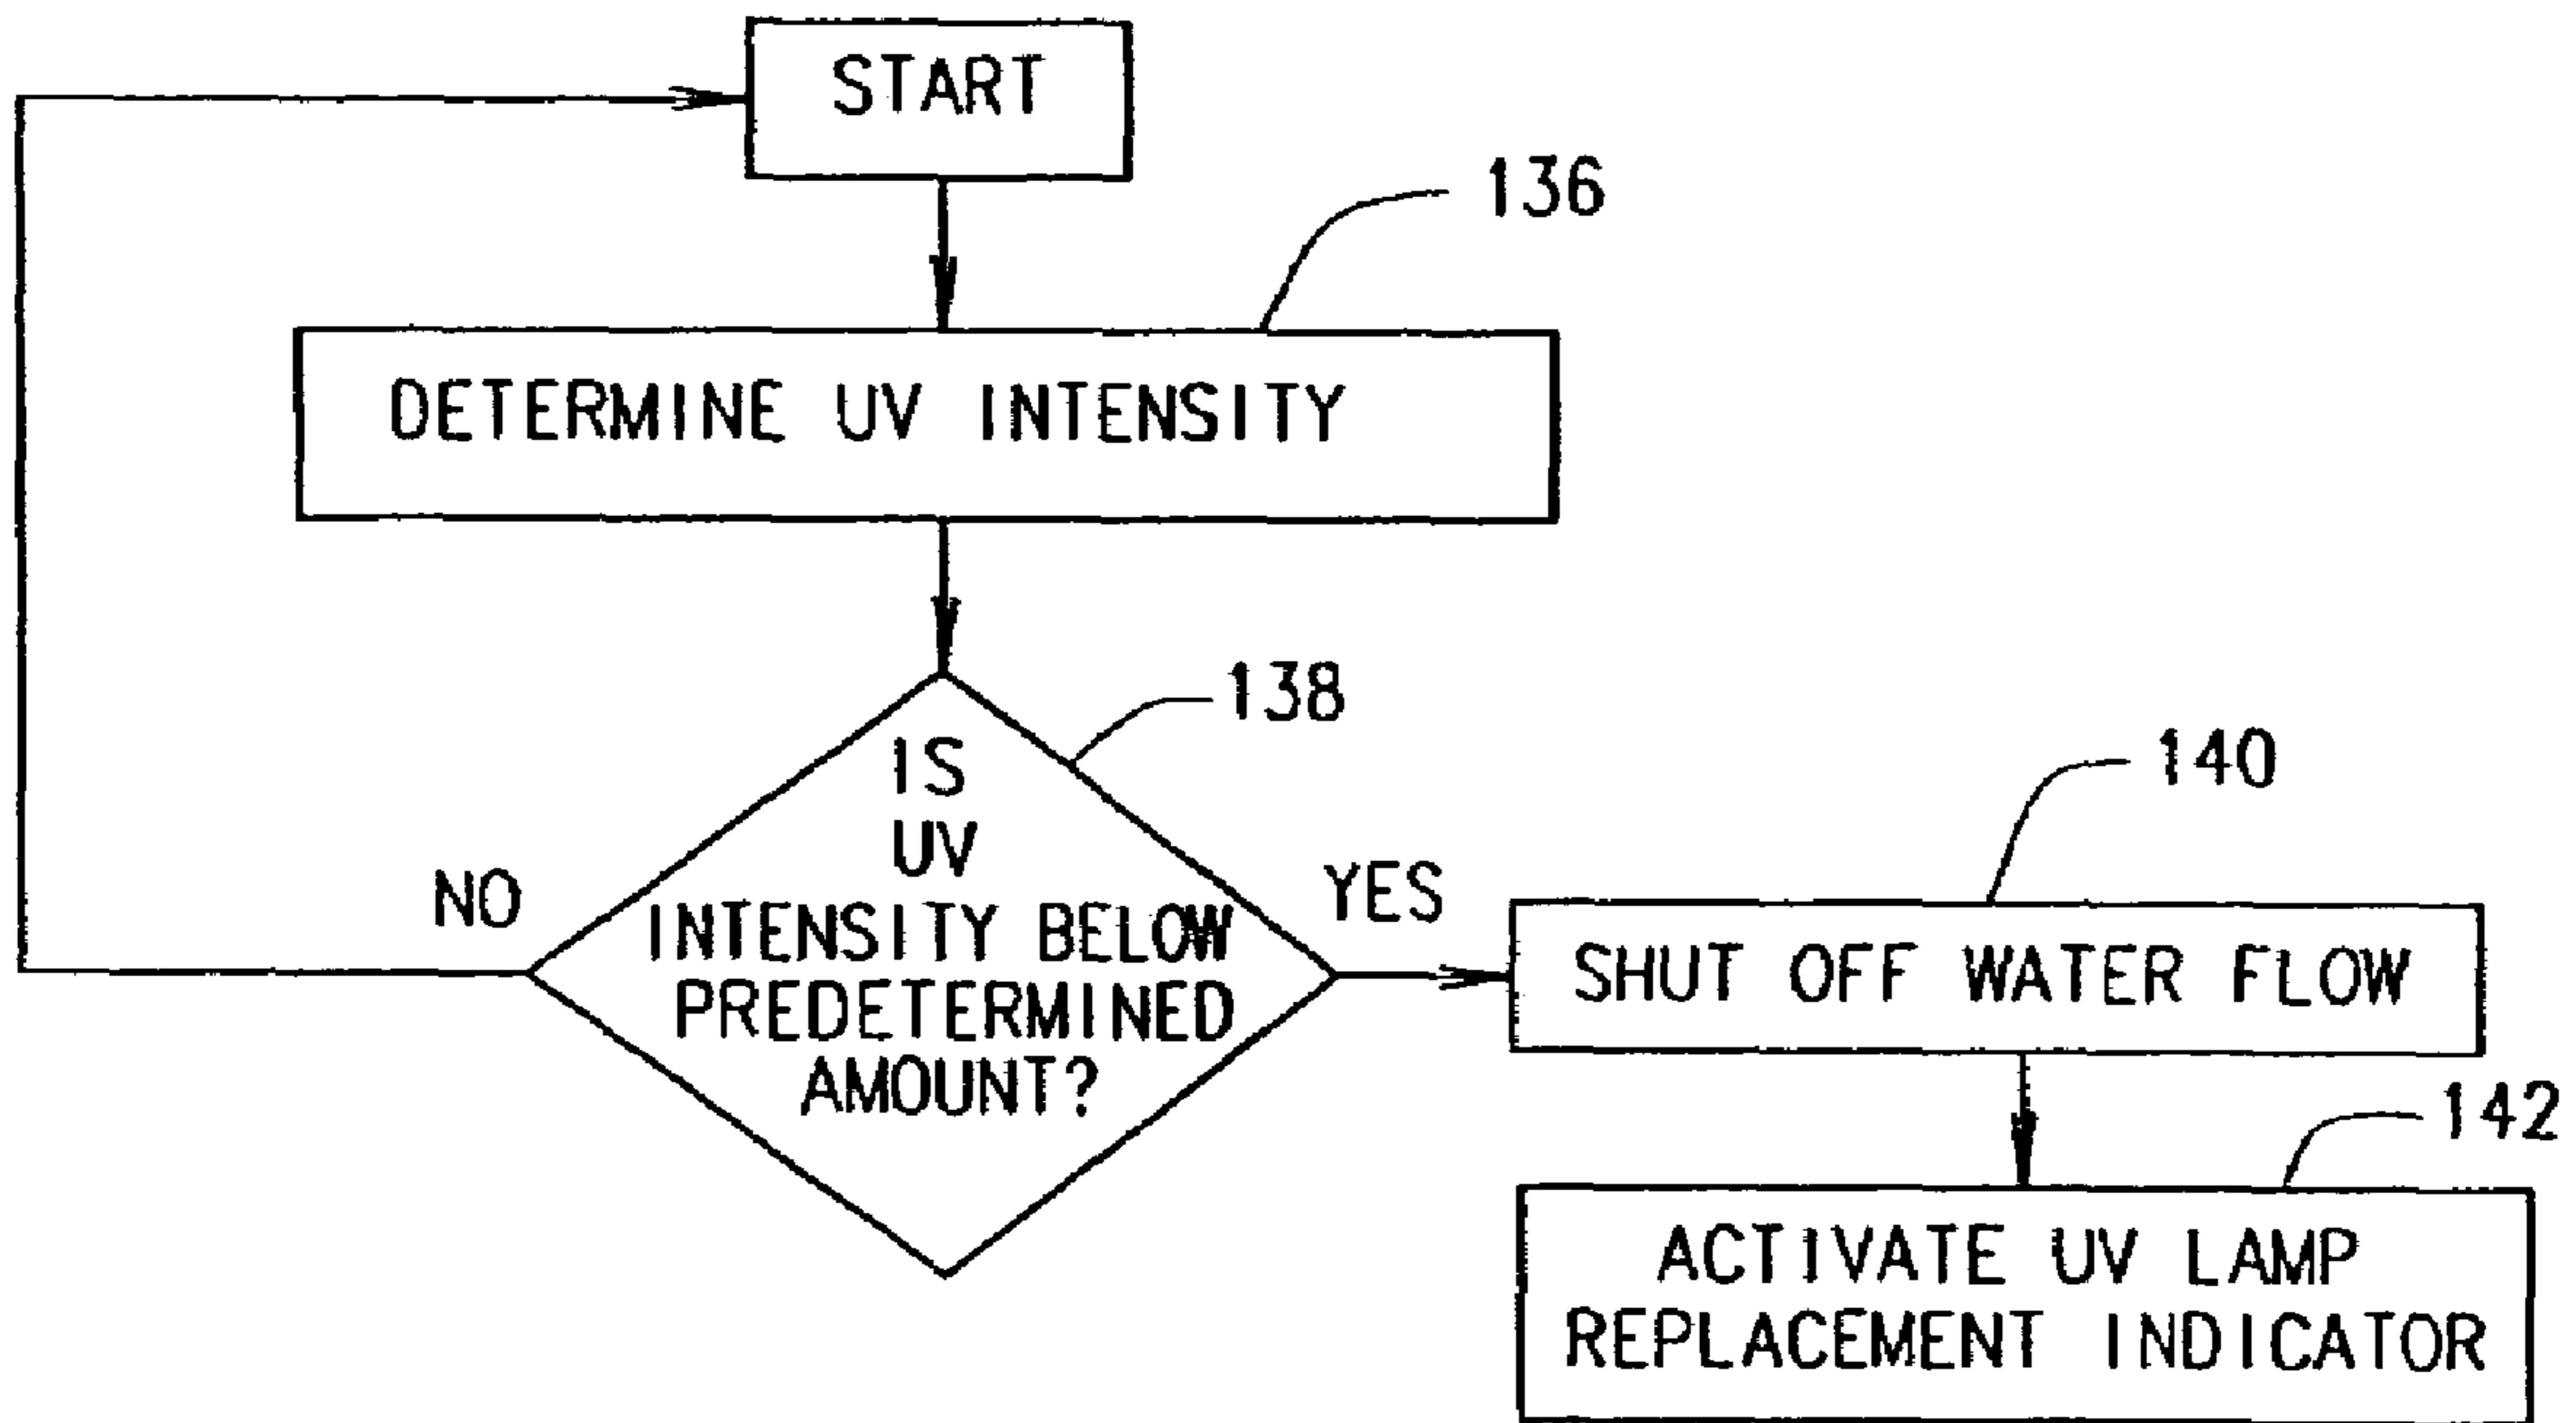 START
136
DETERMINE UV INTENSITY
138
IS
UV
INTENSITY BELOW
PREDETERMINED
AMOUNT?
NO
YES
140
SHUT OFF WATER FLOW
142
ACTIVATE UV LAMP
REPLACEMENT INDICATOR